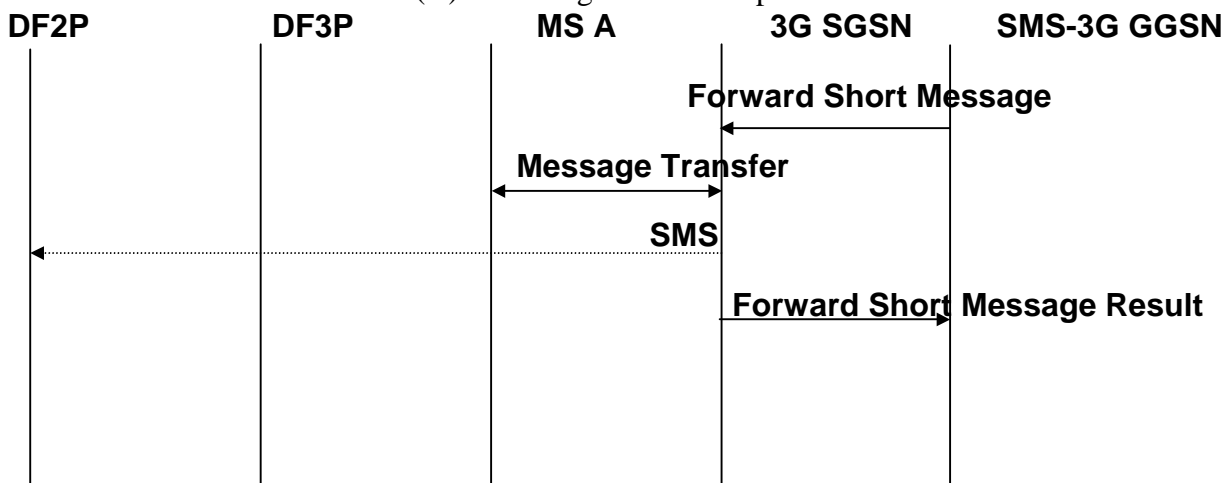 DF2P DF3P MS A 3G SGSN SMS-3G GGSN
Forward Short Message
Message Transfer
SMS
Forward Short Message Result